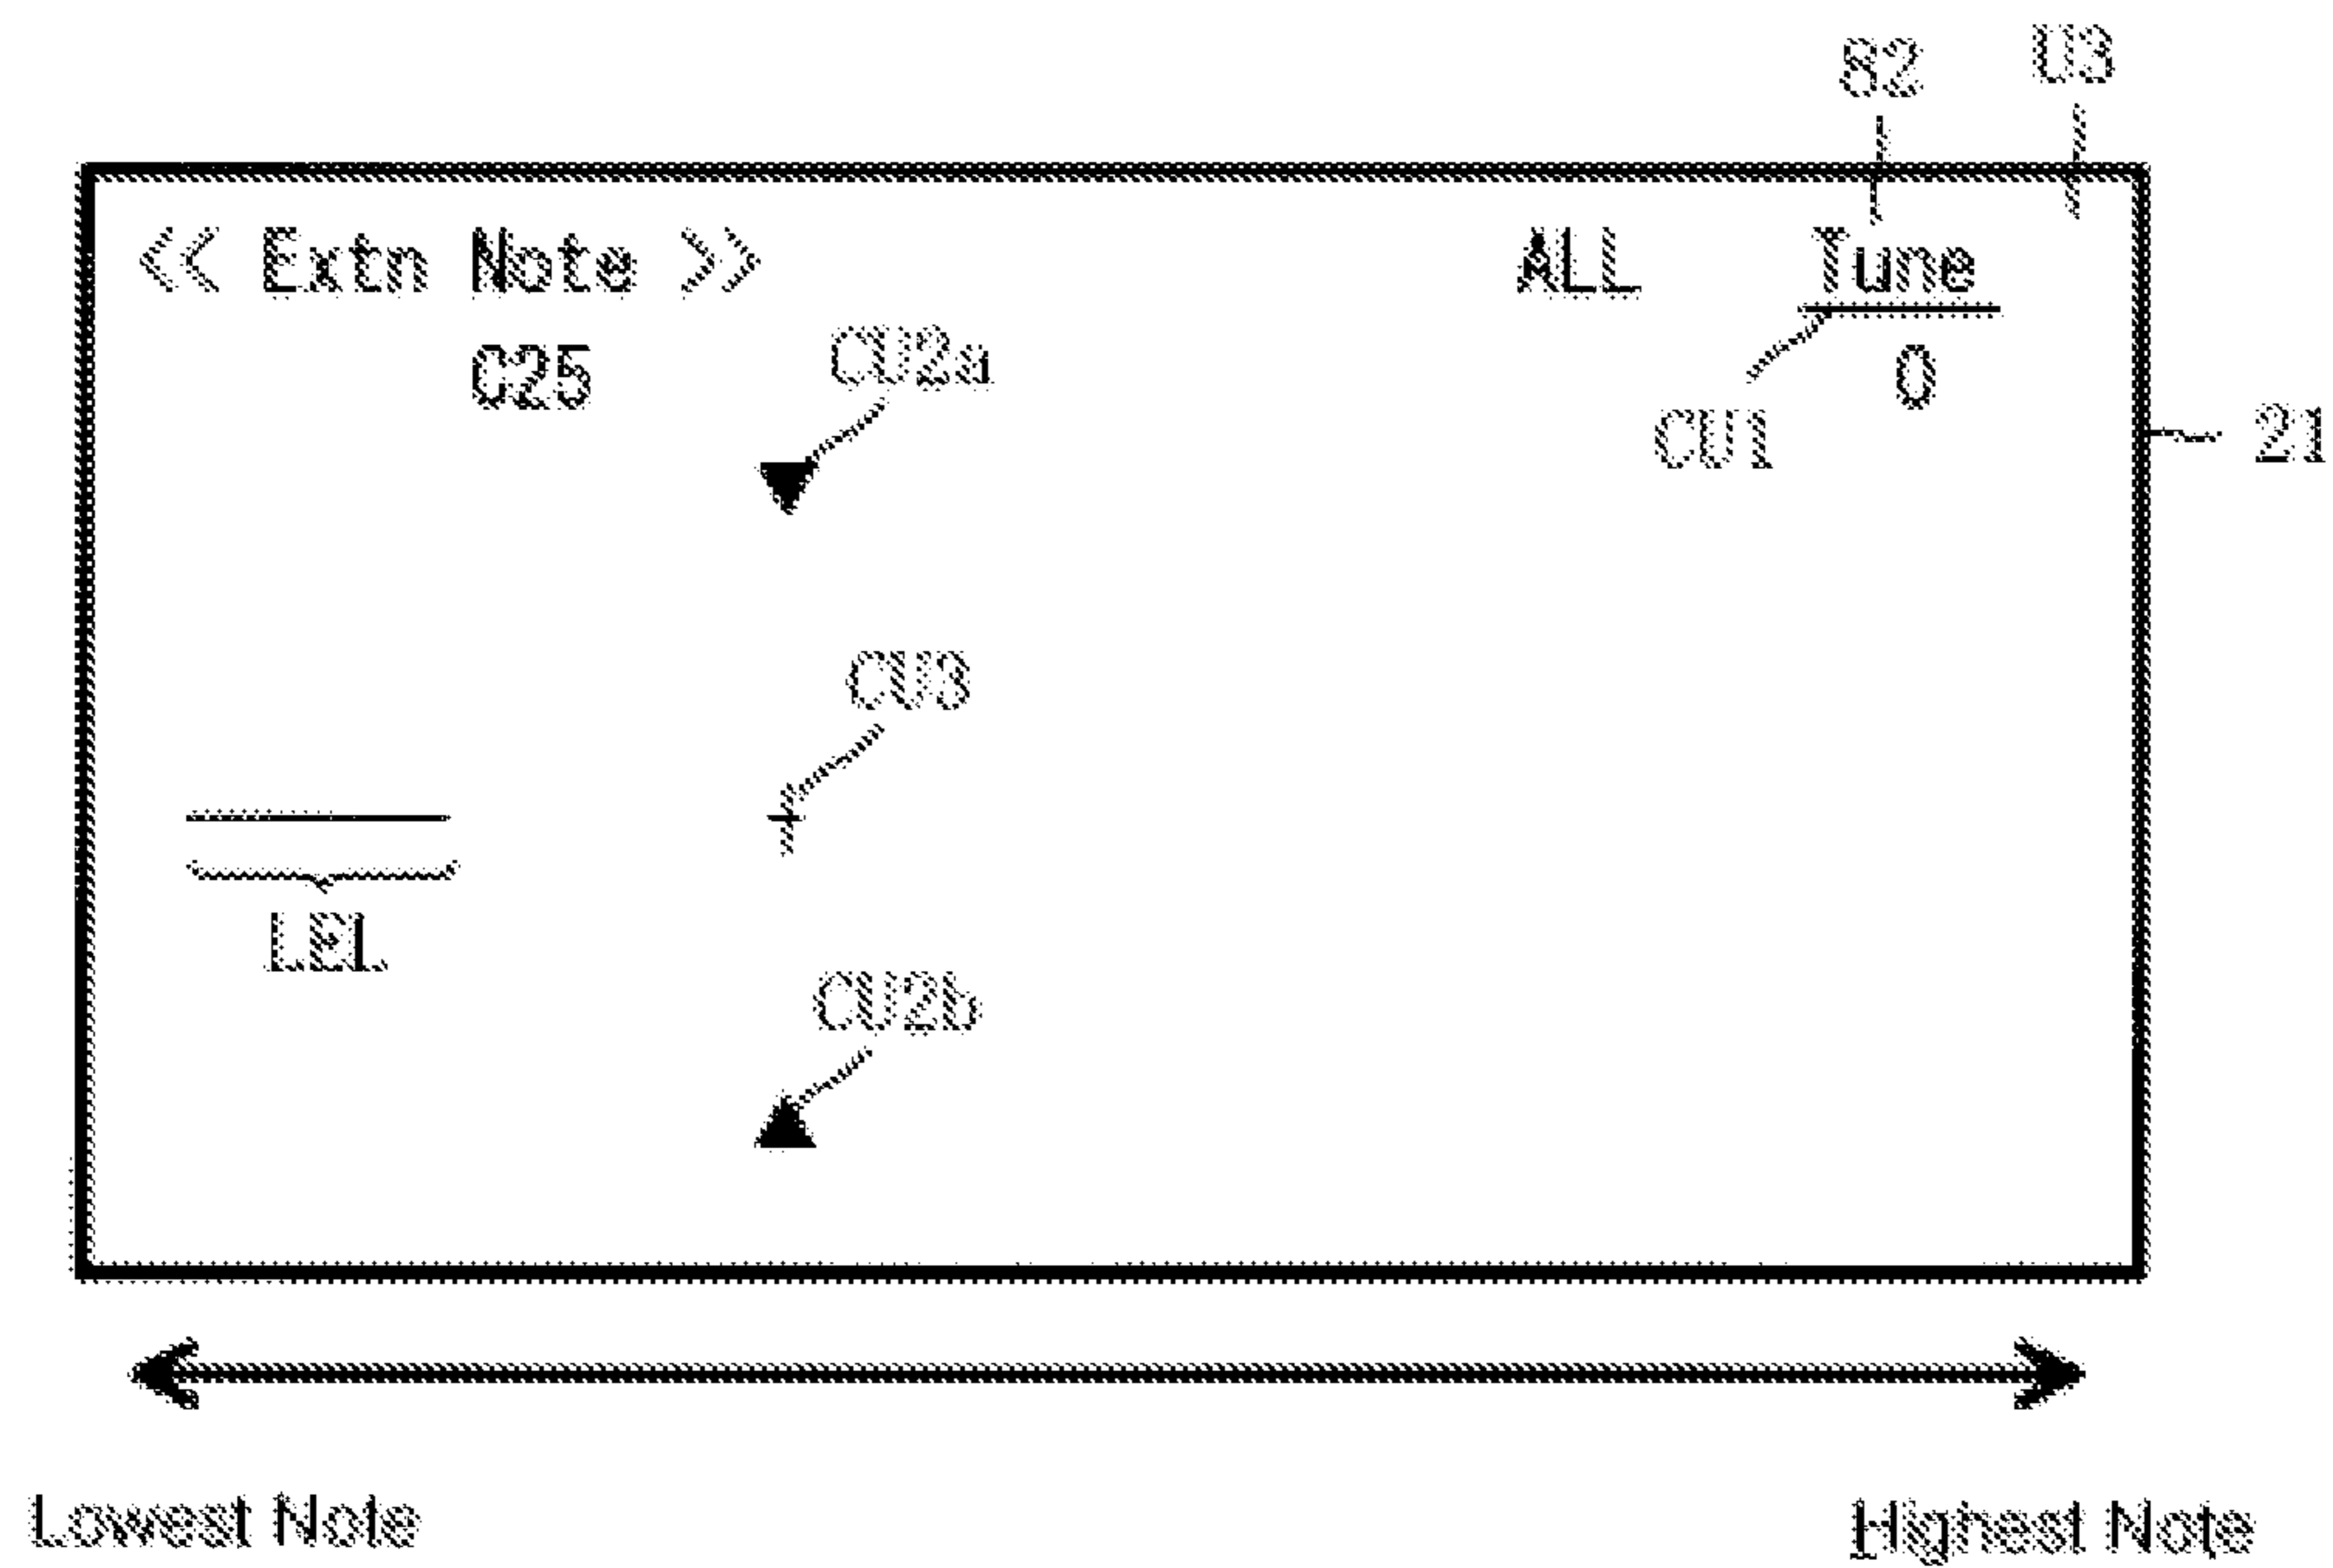 82 U3
<< Extn Note >> ALL Tune
C25 CU2a 0
CU1 21
CU3
LEL
CU2b
Lowest Note Highest Note